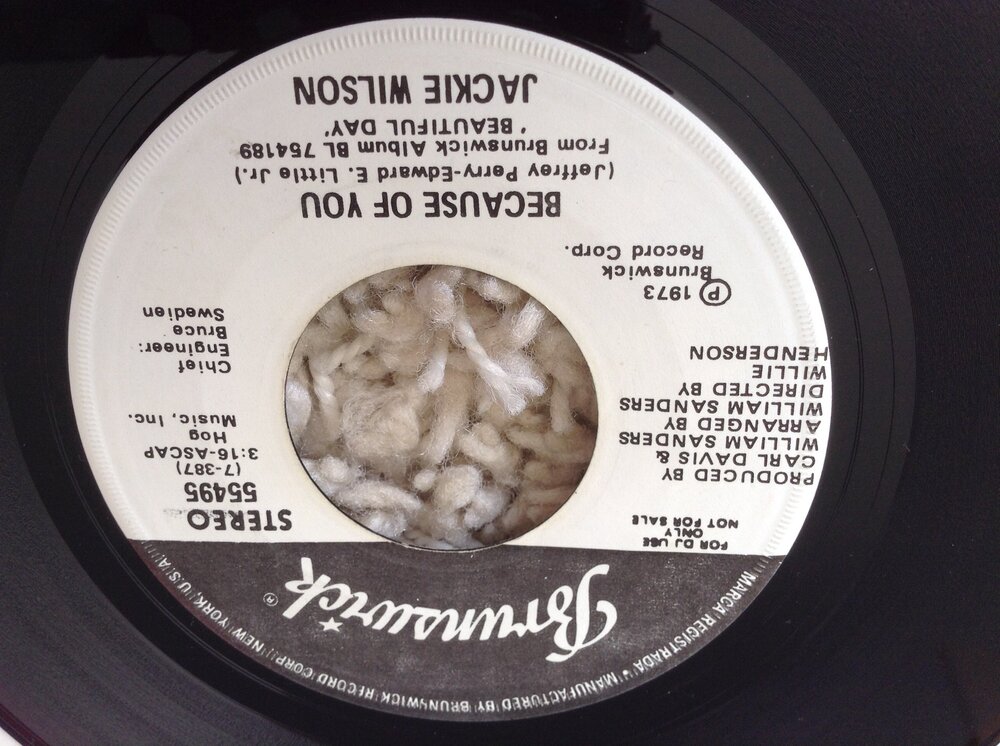 MARCA REGISTRADA • MANUFACTURED BY BRUNSWICK RECORD CORP. NEW YORK, U.S.A.
Brunswick ®
FOR DJ USE
ONLY
NOT FOR SALE
STEREO
55495
(7-387)
3:16-ASCAP
Hog
Music, Inc.
Chief
Engineer:
Bruce
Swedien
PRODUCED BY
CARL DAVIS &
WILLIAM SANDERS
ARRANGED BY
WILLIAM SANDERS
DIRECTED BY
WILLIE
HENDERSON
℗ 1973
Brunswick
Record Corp.
BECAUSE OF YOU
(Jeffrey Perry-Edward E. Little Jr.)
From Brunswick Album BL 754189
'BEAUTIFUL DAY'
JACKIE WILSON